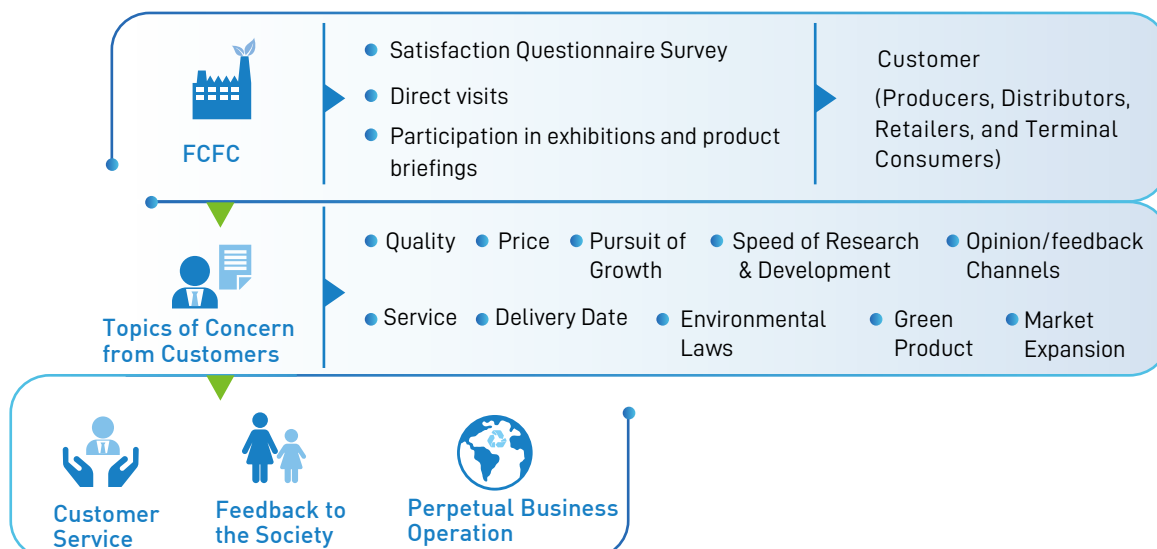 FCFC
Satisfaction Questionnaire Survey
Direct visits
Participation in exhibitions and product
briefings
Customer
(Producers, Distributors,
Retailers, and Terminal
Consumers)
Topics of Concern
from Customers
Quality
Price
Pursuit of
Growth
Speed of Research
& Development
Opinion/feedback
Channels
Service
Delivery Date
Environmental
Laws
Green
Product
Market
Expansion
Customer
Service
Feedback to
the Society
Perpetual Business
Operation